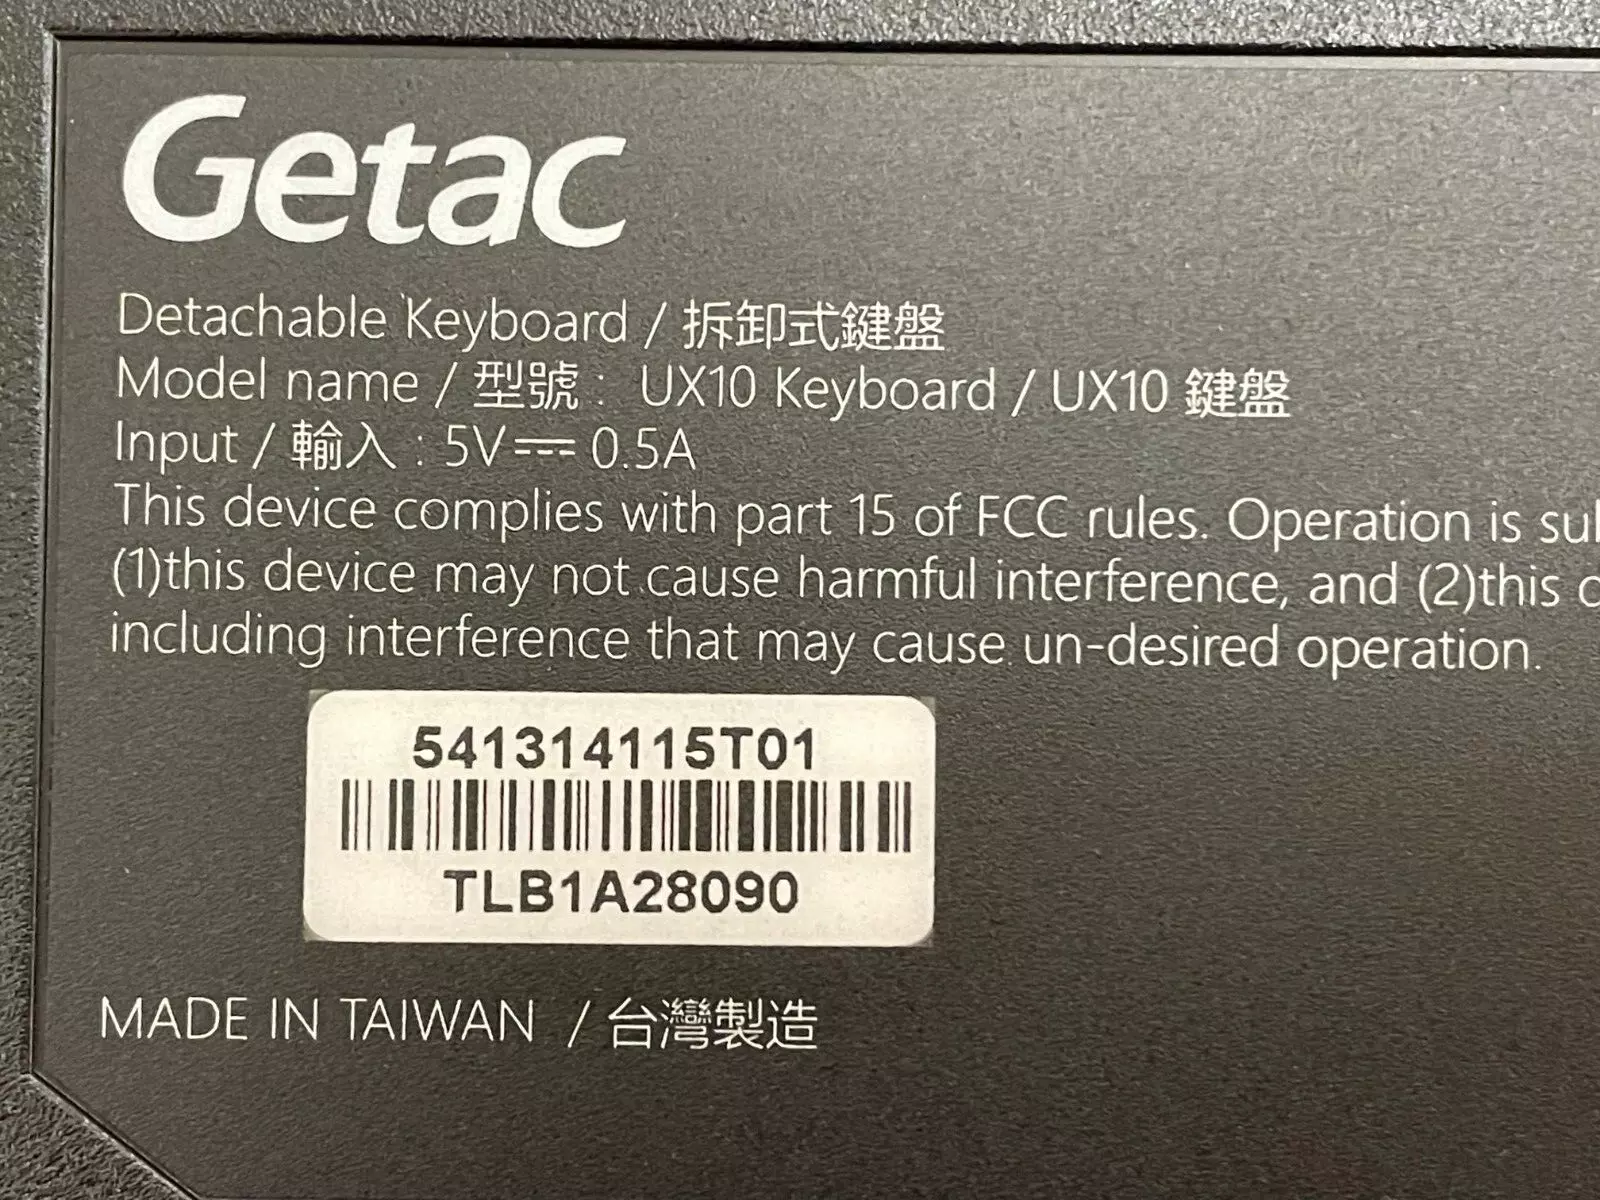 Getac
Detachable Keyboard / 拆卸式鍵盤
Model name / 型號 : UX10 Keyboard / UX10 鍵盤
Input / 輸入 : 5V⎓ 0.5A
This device complies with part 15 of FCC rules. Operation is
(1)this device may not cause harmful interference, and (2)this
including interference that may cause un-desired operation.
541314115T01
TLB1A28090
MADE IN TAIWAN / 台灣製造